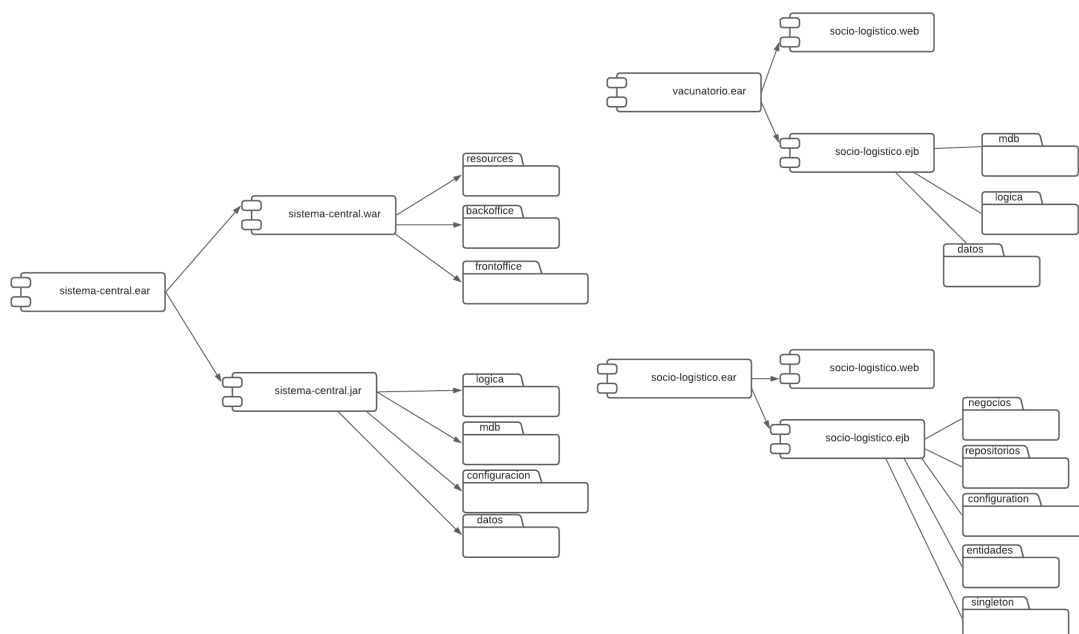 sistema-central.ear
sistema-central.war
resources
backoffice
frontoffice
sistema-central.jar
logica
mdb
configuracion
datos
vacunatorio.ear
socio-logistico.web
socio-logistico.ejb
mdb
logica
datos
socio-logistico.ear
socio-logistico.web
socio-logistico.ejb
negocios
repositorios
configuration
entidades
singleton